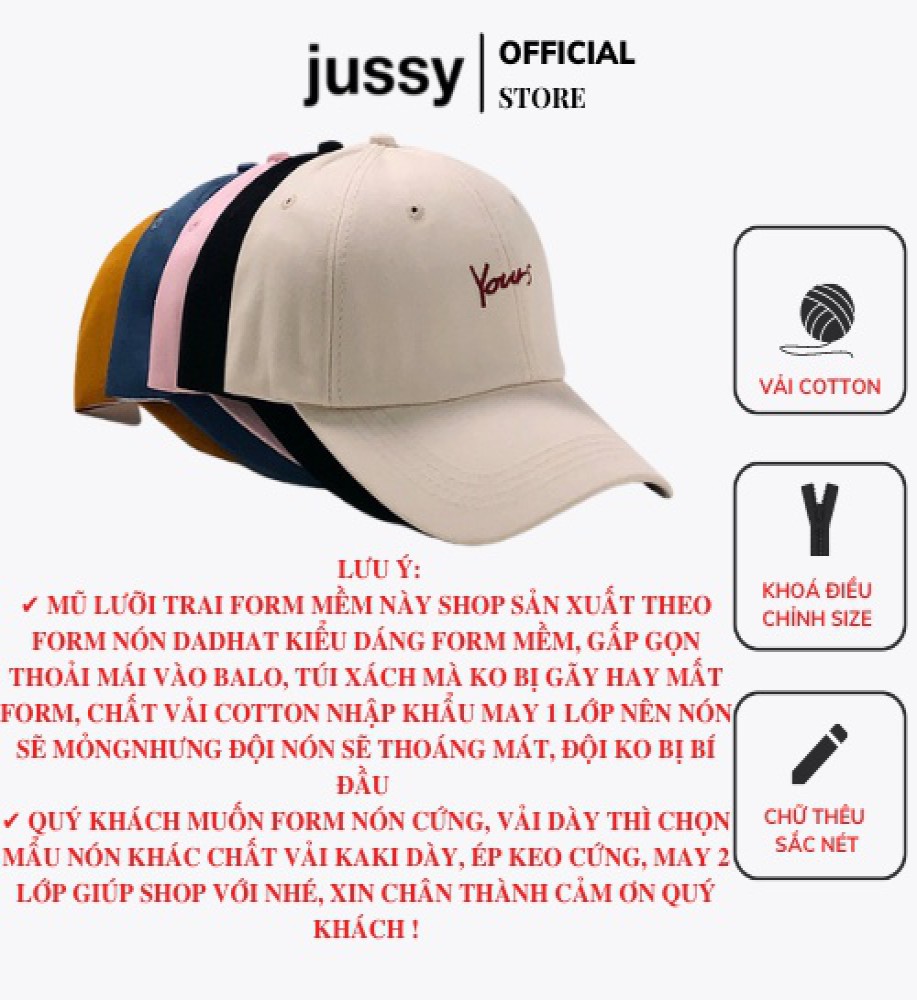 jussy
OFFICIAL
STORE
Yours
VẢI COTTON
KHOÁ ĐIỀU
CHỈNH SIZE
CHỮ THÊU
SẮC NÉT
LƯU Ý:
✔ MŨ LƯỠI TRAI FORM MỀM NÀY SHOP SẢN XUẤT THEO
FORM NÓN DADHAT KIỂU DÁNG FORM MỀM, GẤP GỌN
THOẢI MÁI VÀO BALO, TÚI XÁCH MÀ KO BỊ GÃY HAY MẤT
FORM, CHẤT VẢI COTTON NHẬP KHẨU MAY 1 LỚP NÊN NÓN
SẼ MỎNGNHƯNG ĐỘI NÓN SẼ THOÁNG MÁT, ĐỘI KO BỊ BÍ
ĐẦU
✔ QUÝ KHÁCH MUỐN FORM NÓN CỨNG, VẢI DÀY THÌ CHỌN
MẪU NÓN KHÁC CHẤT VẢI KAKI DÀY, ÉP KEO CỨNG, MAY 2
LỚP GIÚP SHOP VỚI NHÉ, XIN CHÂN THÀNH CẢM ƠN QUÝ
KHÁCH !